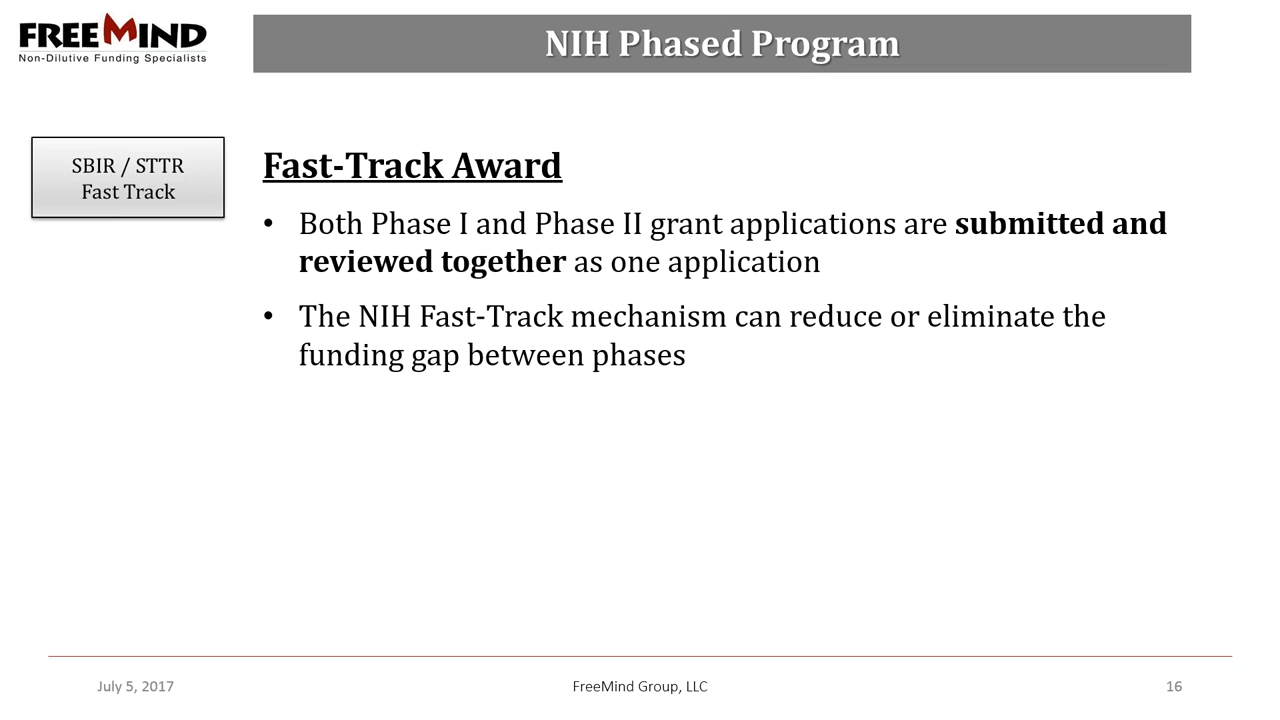 FREEMIND
Non-Dilutive Funding Specialists
NIH Phased Program
SBIR / STTR
Fast Track
Fast-Track Award
• Both Phase I and Phase II grant applications are submitted and
reviewed together as one application
• The NIH Fast-Track mechanism can reduce or eliminate the
funding gap between phases
July 5, 2017
FreeMind Group, LLC
16